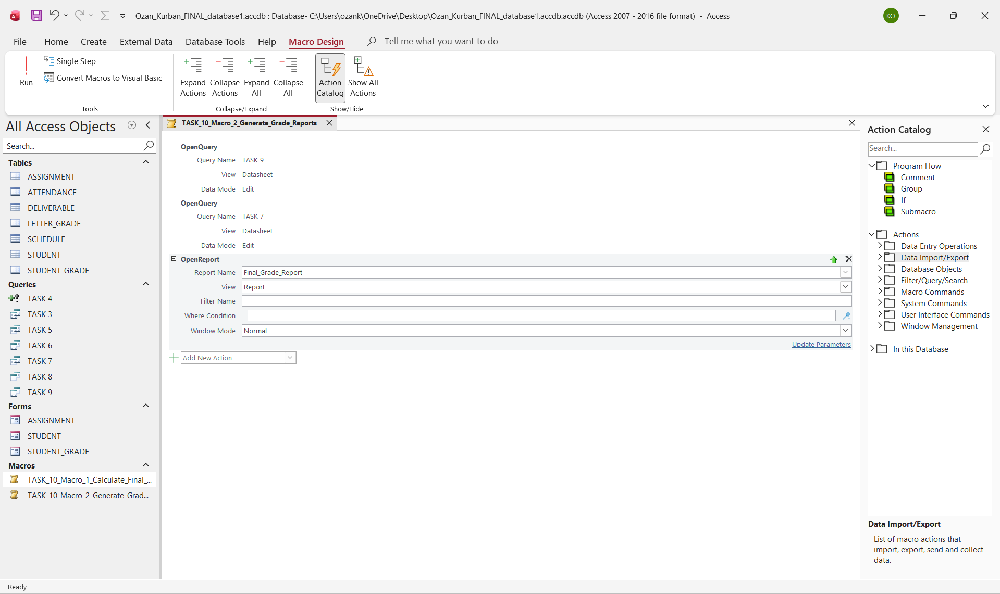 Ozan_Kurban_FINAL_database1.accdb : Database- C:\Users\ozank\OneDrive\Desktop\Ozan_Kurban_FINAL_database1.accdb.accdb (Access 2007 - 2016 file format) - Access
KO
File Home Create External Data Database Tools Help Macro Design Tell me what you want to do
Run
Single Step
Convert Macros to Visual Basic
Tools
Expand Actions
Collapse Actions
Expand All
Collapse All
Collapse/Expand
Action Catalog
Show All Actions
Show/Hide
All Access Objects
Search...
Tables
ASSIGNMENT
ATTENDANCE
DELIVERABLE
LETTER_GRADE
SCHEDULE
STUDENT
STUDENT_GRADE
Queries
TASK 4
TASK 3
TASK 5
TASK 6
TASK 7
TASK 8
TASK 9
Forms
ASSIGNMENT
STUDENT
STUDENT_GRADE
Macros
TASK_10_Macro_1_Calculate_Final_...
TASK_10_Macro_2_Generate_Grad...
TASK_10_Macro_2_Generate_Grade_Reports
OpenQuery
Query Name TASK 9
View Datasheet
Data Mode Edit
OpenQuery
Query Name TASK 7
View Datasheet
Data Mode Edit
OpenReport
Report Name Final_Grade_Report
View Report
Filter Name
Where Condition =
Window Mode Normal
Update Parameters
Add New Action
Action Catalog
Search...
Program Flow
Comment
Group
If
Submacro
Actions
Data Entry Operations
Data Import/Export
Database Objects
Filter/Query/Search
Macro Commands
System Commands
User Interface Commands
Window Management
In this Database
Data Import/Export
List of macro actions that
import, export, send and collect
data.
Ready